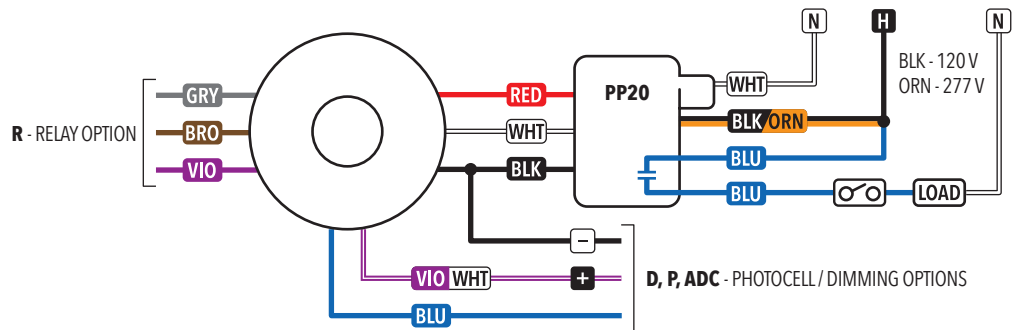 N
H
N
BLK - 120 V
ORN - 277 V
PP20
WHT
BLK/ORN
BLU
BLU
LOAD
RED
WHT
BLK
GRY
BRO
VIO
R - RELAY OPTION
−
VIO WHT
+
BLU
D, P, ADC - PHOTOCELL / DIMMING OPTIONS